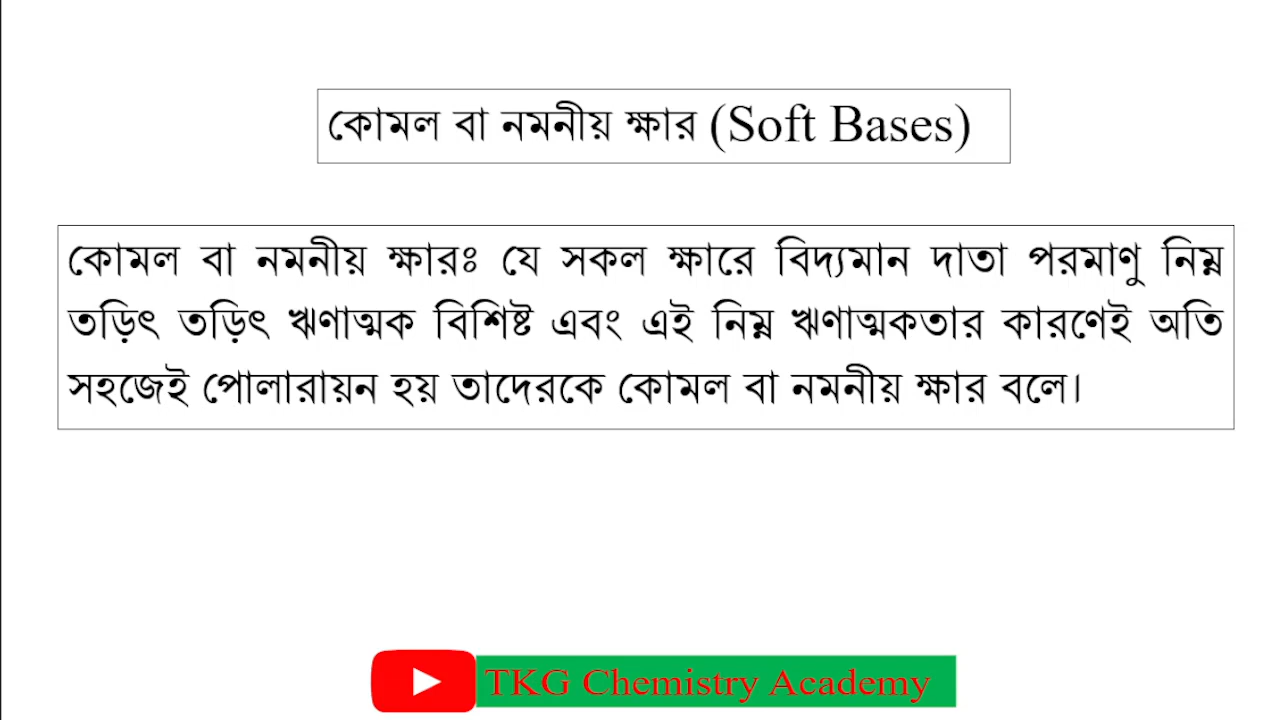 কোমল বা নমনীয় ক্ষার (Soft Bases)
কোমল বা নমনীয় ক্ষারঃ যে সকল ক্ষারে বিদ্যমান দাতা পরমাণু নিম্ন
তড়িৎ তড়িৎ ঋণাত্মক বিশিষ্ট এবং এই নিম্ন ঋণাত্মকতার কারণেই অতি
সহজেই পোলারায়ন হয় তাদেরকে কোমল বা নমনীয় ক্ষার বলে।
TKG Chemistry Academy